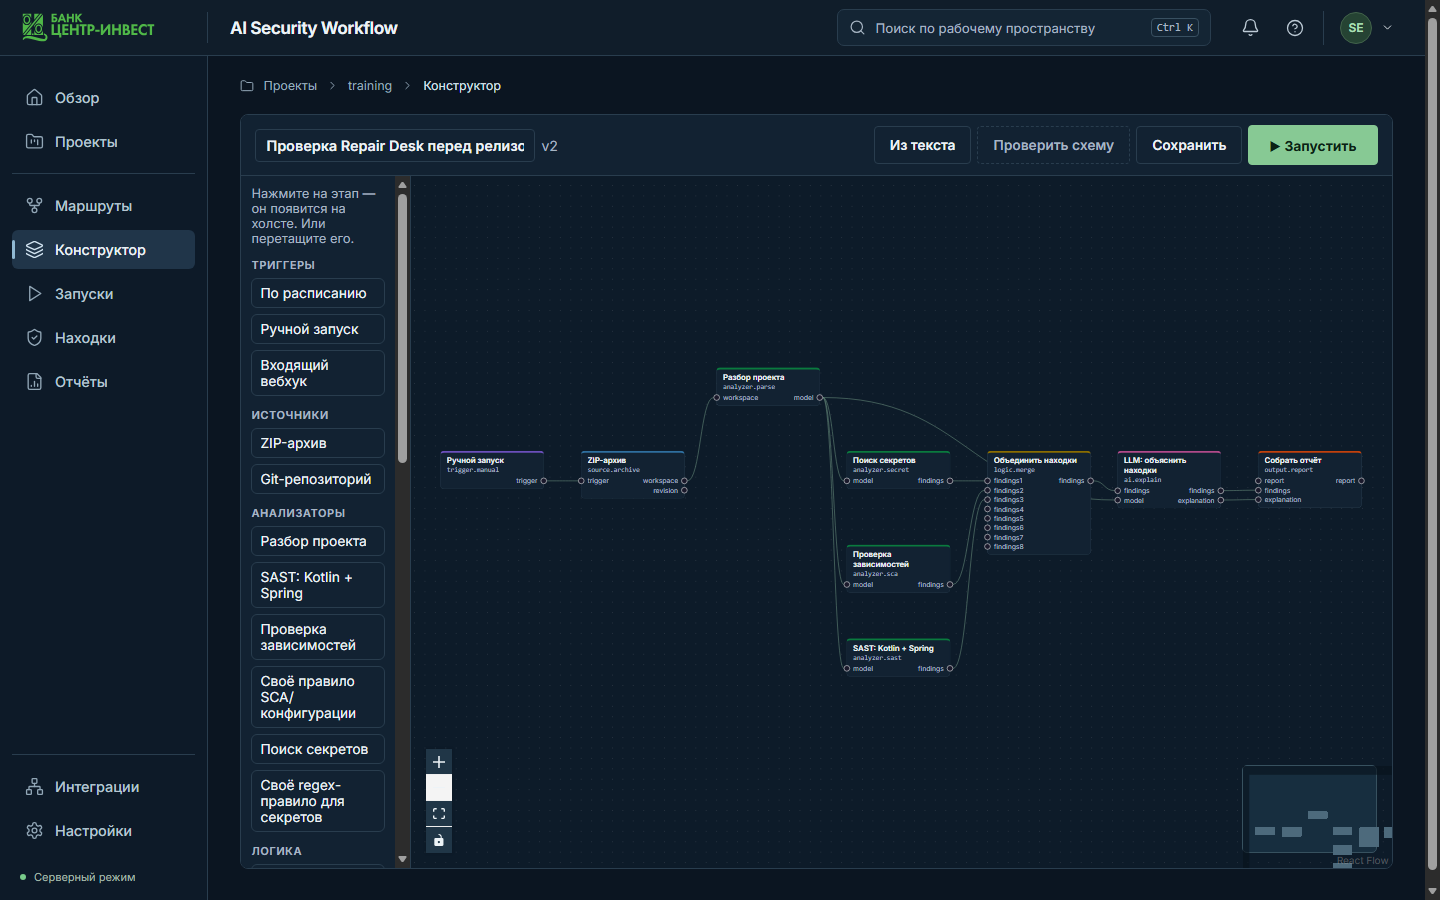 БАНК
ЦЕНТР-ИНВЕСТ
AI Security Workflow
Поиск по рабочему пространству
Ctrl K
SE
Обзор
Проекты
Маршруты
Конструктор
Запуски
Находки
Отчёты
Интеграции
Настройки
Серверный режим
Проекты
training
Конструктор
Проверка Repair Desk перед релизо
v2
Из текста
Проверить схему
Сохранить
▶ Запустить
Нажмите на этап —
он появится на
холсте. Или
перетащите его.
ТРИГГЕРЫ
По расписанию
Ручной запуск
Входящий
вебхук
ИСТОЧНИКИ
ZIP-архив
Git-репозиторий
АНАЛИЗАТОРЫ
Разбор проекта
SAST: Kotlin +
Spring
Проверка
зависимостей
Своё правило
SCA/
конфигурации
Поиск секретов
Своё regex-
правило для
секретов
ЛОГИКА
Ручной запуск
trigger.manual
trigger
ZIP-архив
source.archive
trigger
workspace
revision
Разбор проекта
analyzer.parse
workspace
model
Поиск секретов
analyzer.secret
model
findings
Проверка
зависимостей
analyzer.sca
model
findings
SAST: Kotlin + Spring
analyzer.sast
model
findings
Объединить находки
logic.merge
findings1
findings
findings2
findings3
findings4
findings5
findings6
findings7
findings8
LLM: объяснить
находки
ai.explain
findings
findings
model
explanation
Собрать отчёт
output.report
report
report
findings
explanation
React Flow